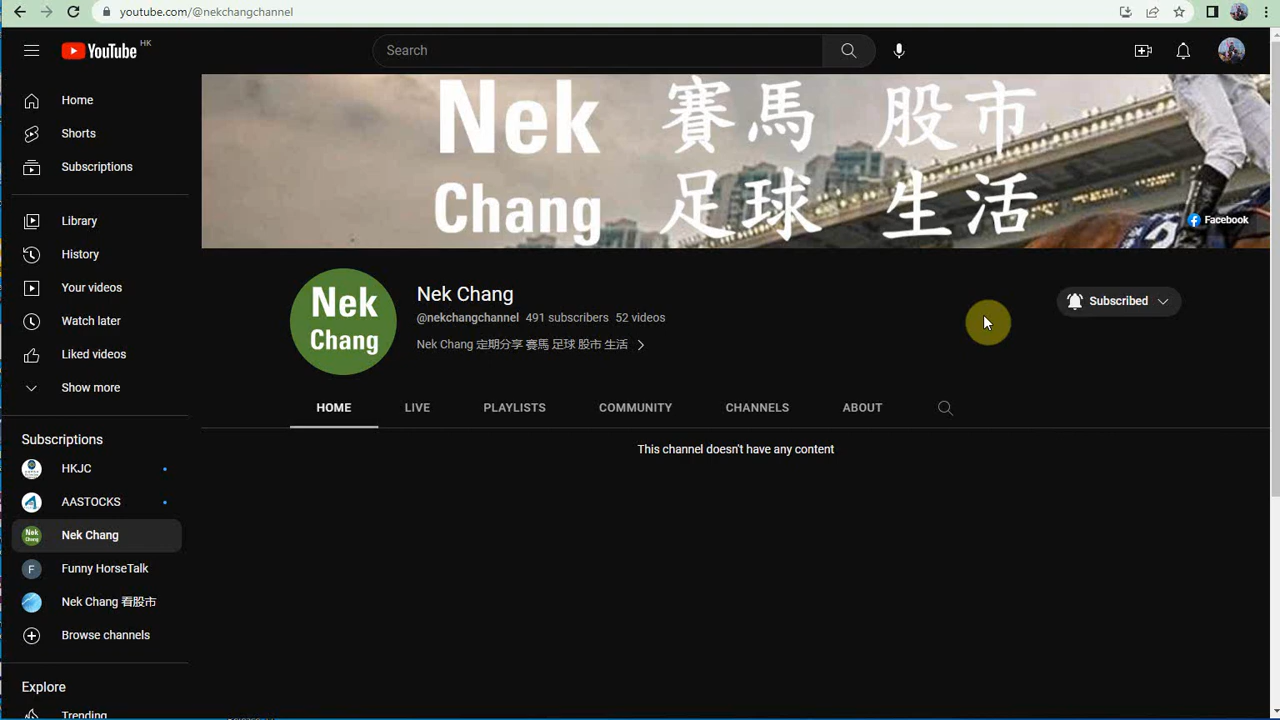 youtube.com/@nekchangchannel
YouTube HK
Search
Home
Shorts
Subscriptions
Library
History
Your videos
Watch later
Liked videos
Show more
Subscriptions
HKJC
AASTOCKS
Nek Chang
Funny HorseTalk
Nek Chang 看股市
Browse channels
Explore
Trending
Nek 賽馬 股市
Chang 足球 生活
Facebook
Nek
Chang
Nek Chang
@nekchangchannel 491 subscribers 52 videos
Nek Chang 定期分享 賽馬 足球 股市 生活
Subscribed
HOME LIVE PLAYLISTS COMMUNITY CHANNELS ABOUT
This channel doesn't have any content